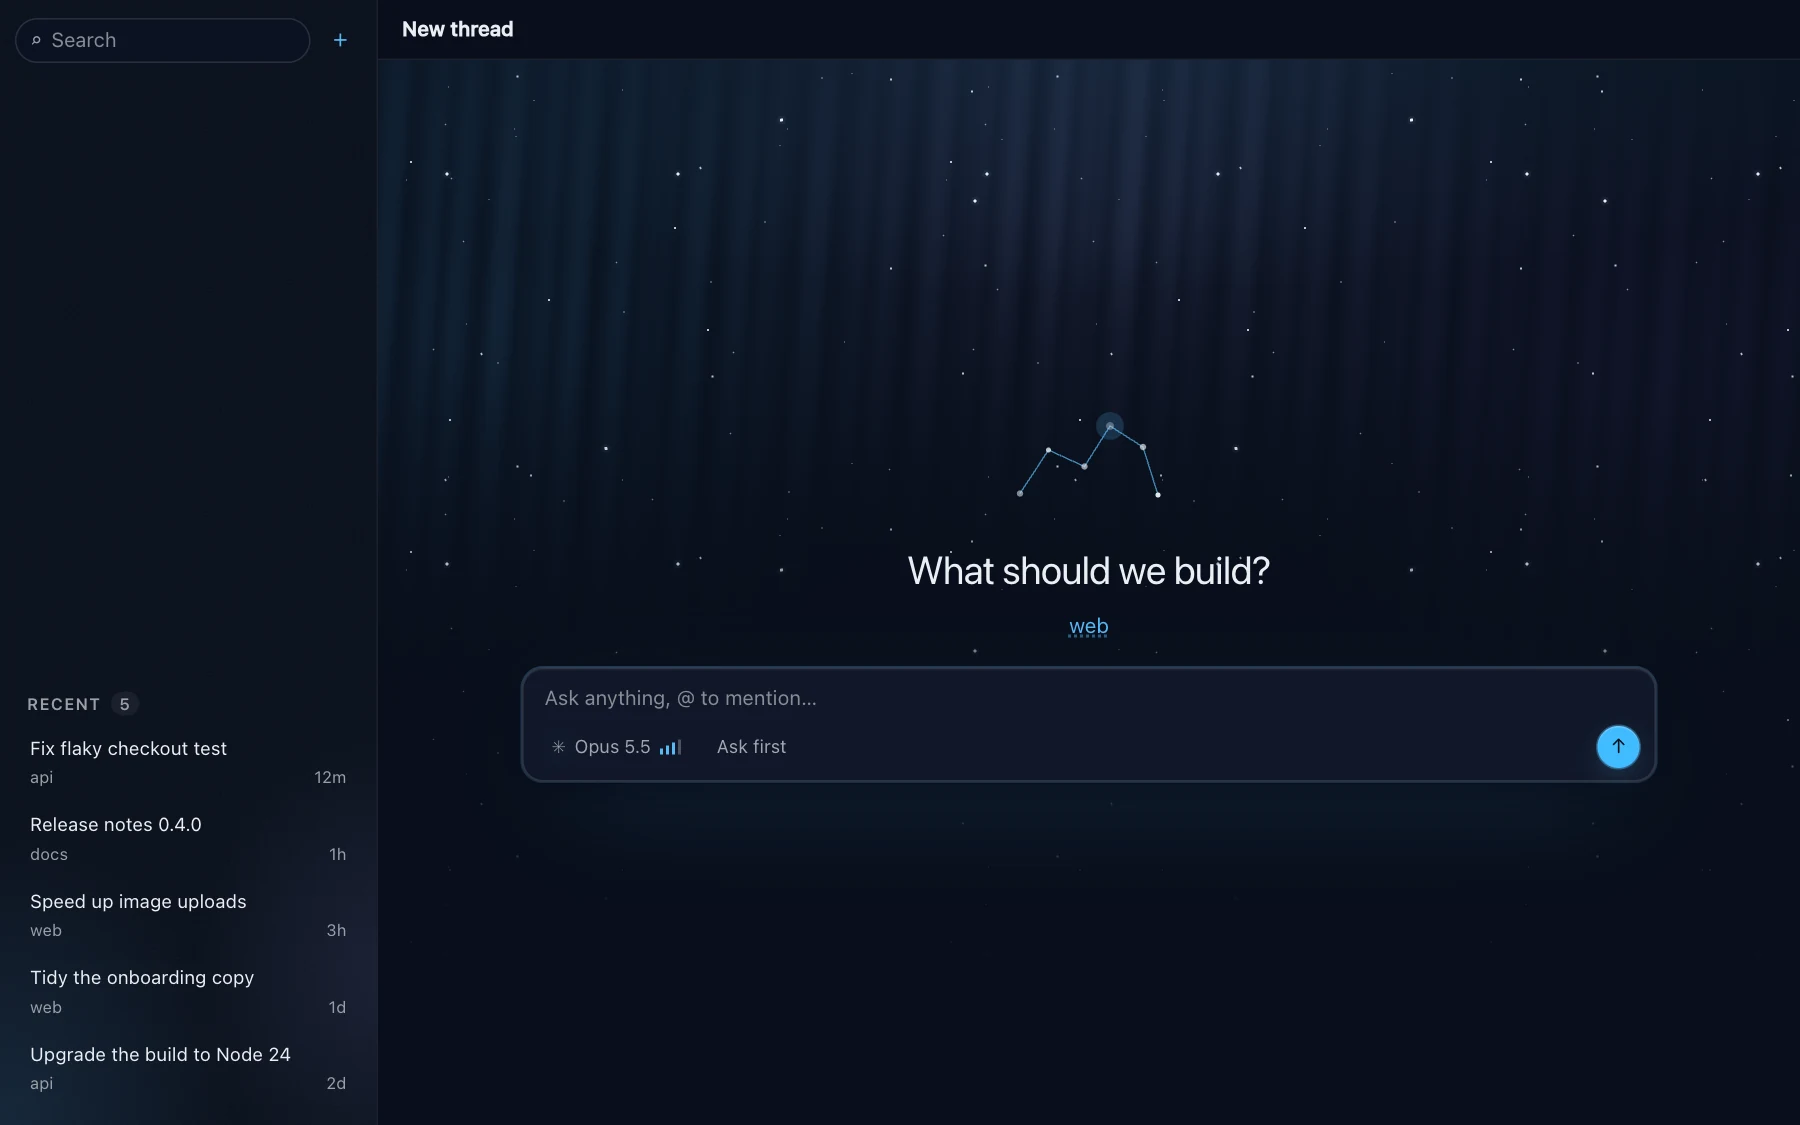 Search
+
New thread
What should we build?
web
Ask anything, @ to mention...
Opus 5.5
Ask first
RECENT 5
Fix flaky checkout test
api 12m
Release notes 0.4.0
docs 1h
Speed up image uploads
web 3h
Tidy the onboarding copy
web 1d
Upgrade the build to Node 24
api 2d